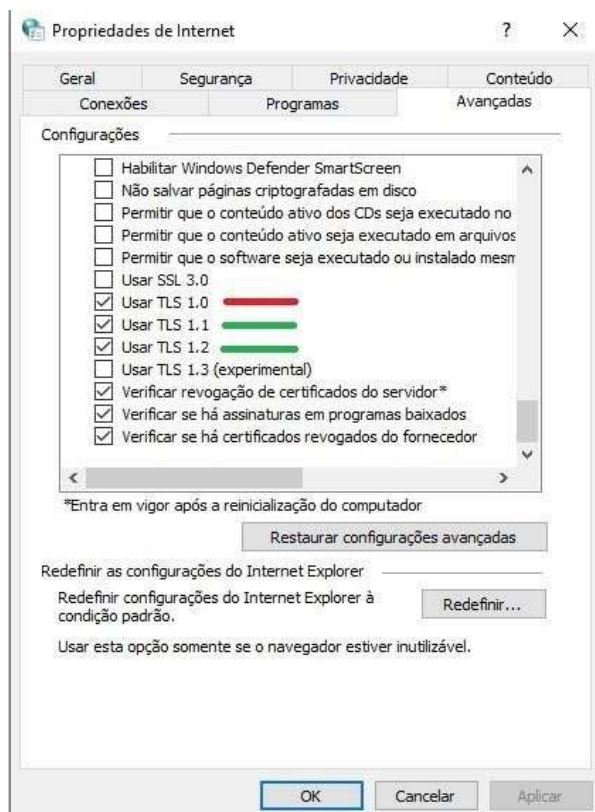 Propriedades de Internet
Geral Segurança Privacidade Conteúdo
Conexões Programas Avançadas
Configurações
Habilitar Windows Defender SmartScreen
Não salvar páginas criptografadas em disco
Permitir que o conteúdo ativo dos CDs seja executado no
Permitir que o conteúdo ativo seja executado em arquivos
Permitir que o software seja executado ou instalado mesm
Usar SSL 3.0
Usar TLS 1.0
Usar TLS 1.1
Usar TLS 1.2
Usar TLS 1.3 (experimental)
Verificar revogação de certificados do servidor*
Verificar se há assinaturas em programas baixados
Verificar se há certificados revogados do fornecedor
*Entra em vigor após a reinicialização do computador
Restaurar configurações avançadas
Redefinir as configurações do Internet Explorer
Redefinir configurações do Internet Explorer à
condição padrão.
Redefinir...
Usar esta opção somente se o navegador estiver inutilizável.
OK Cancelar Aplicar